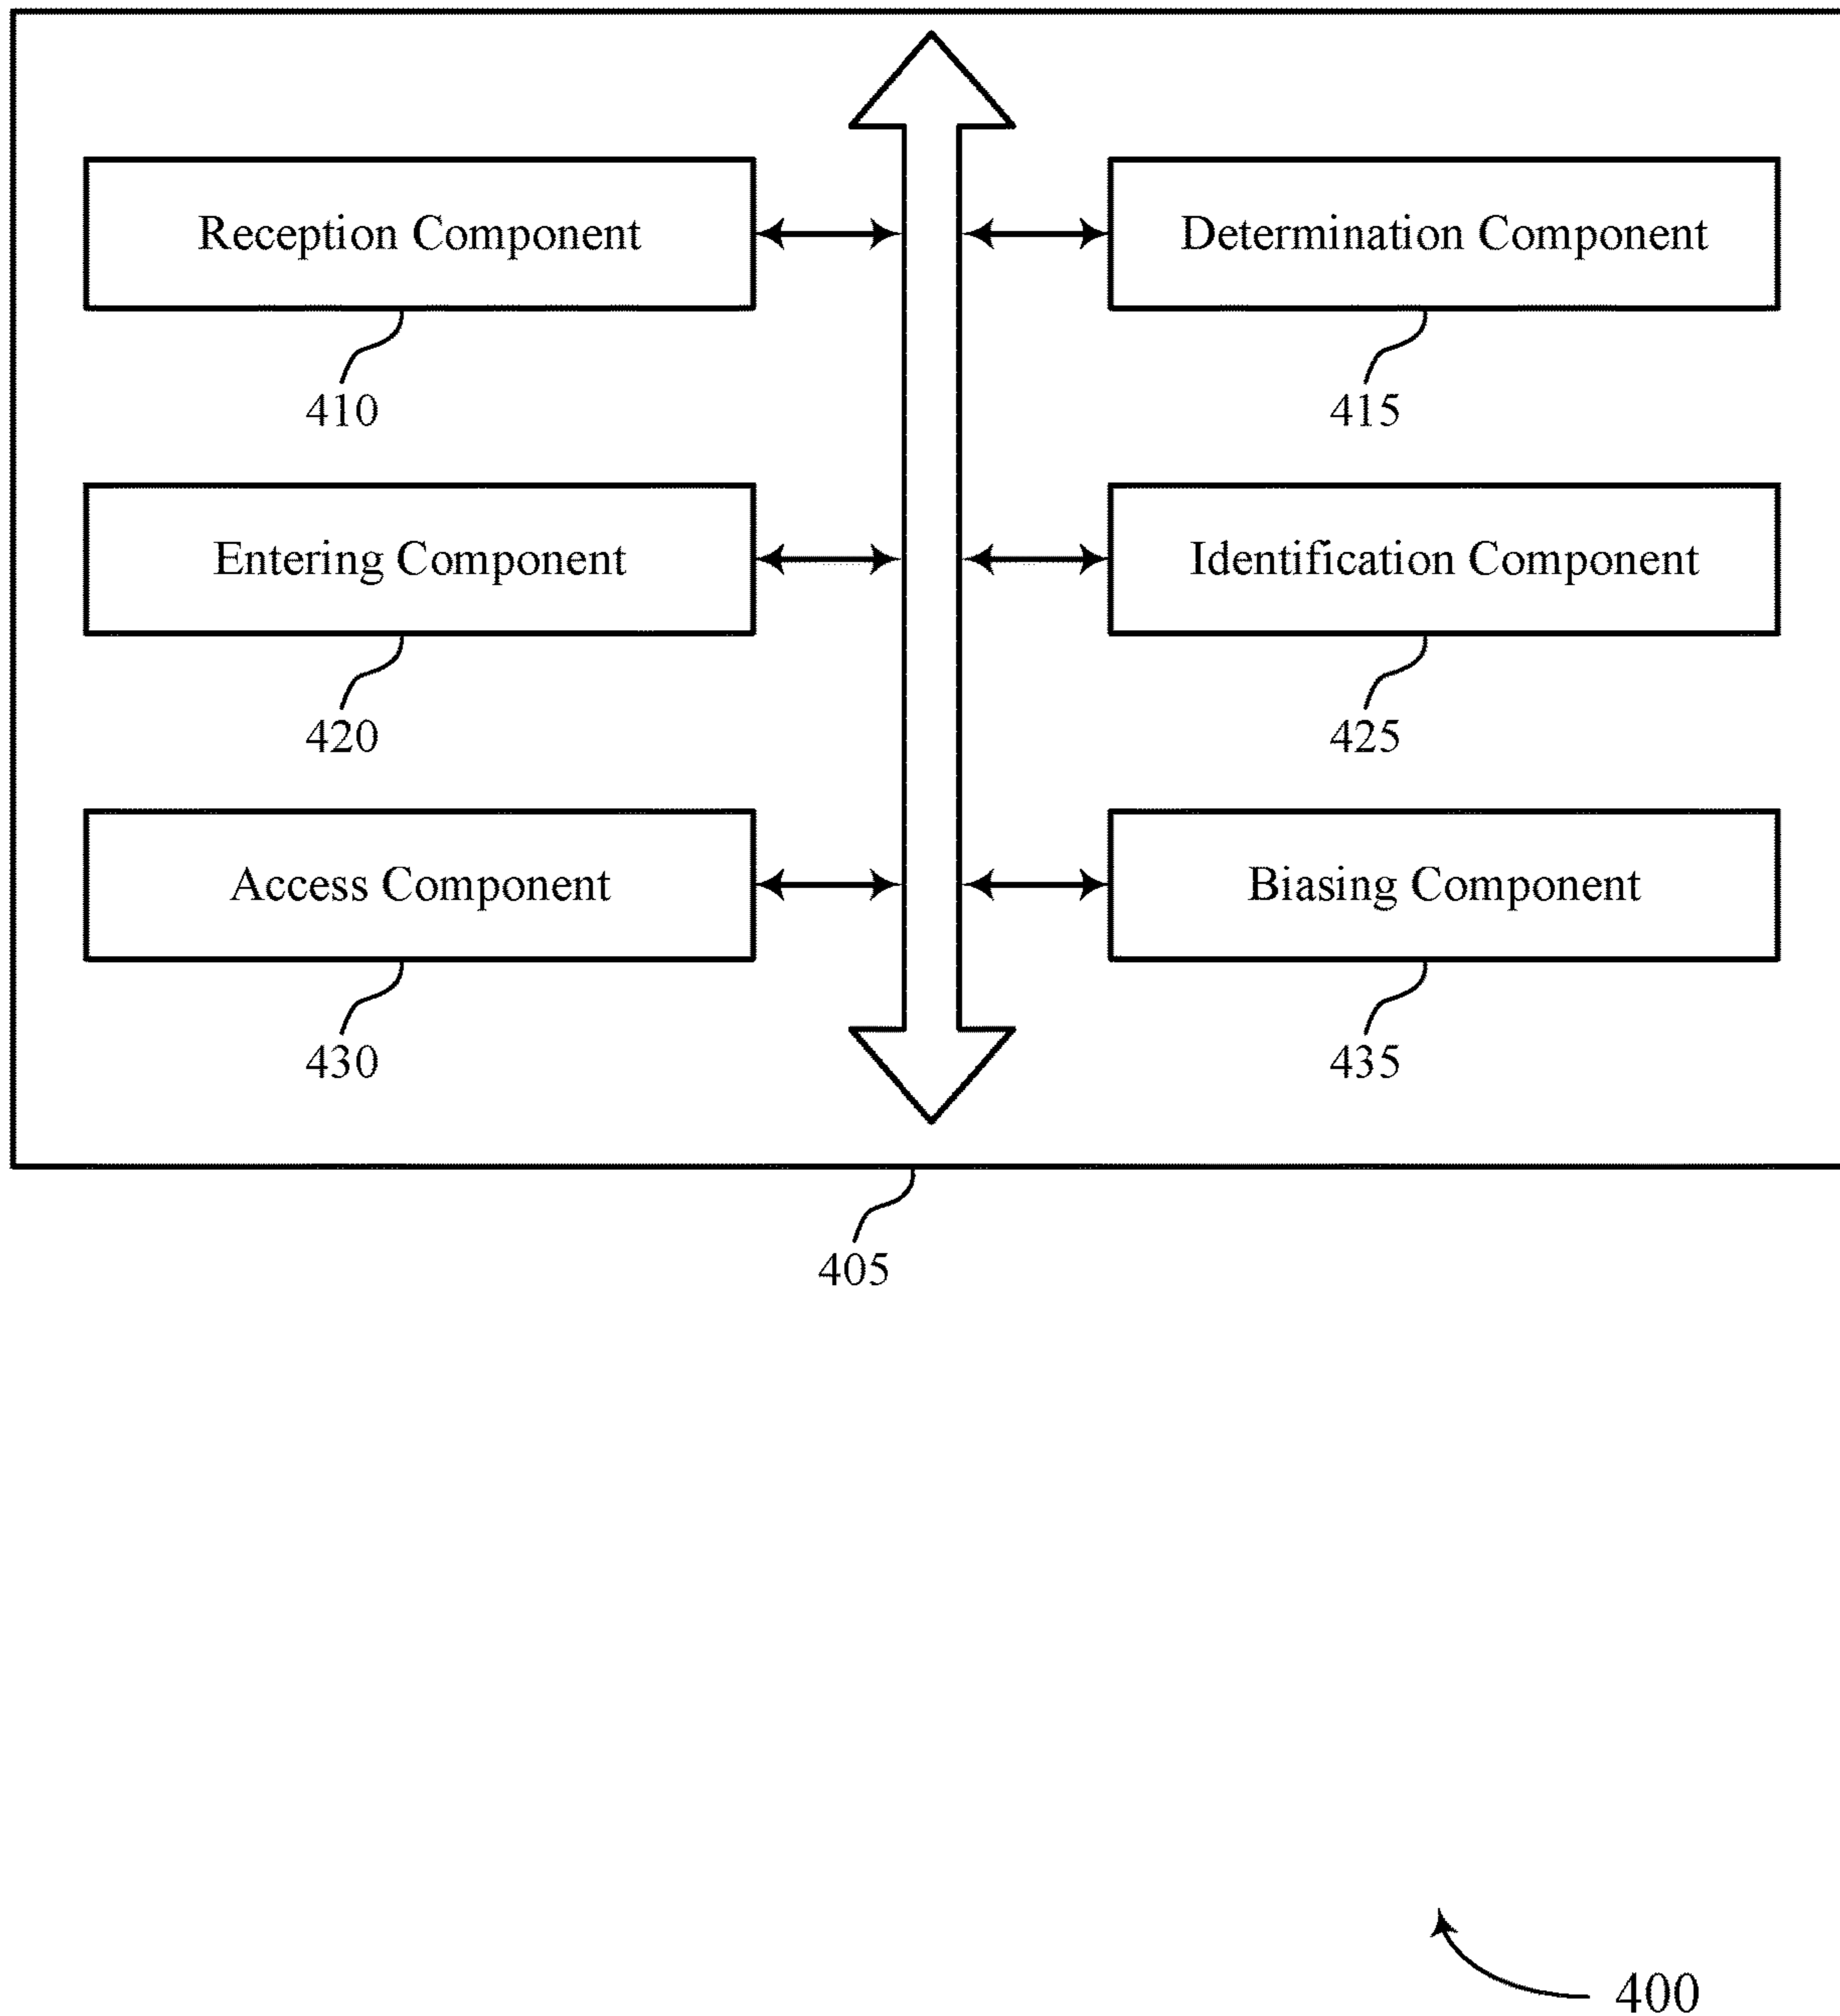 Reception Component
Determination Component
410
415
Entering Component
Identification Component
420
425
Access Component
Biasing Component
430
435
405
400